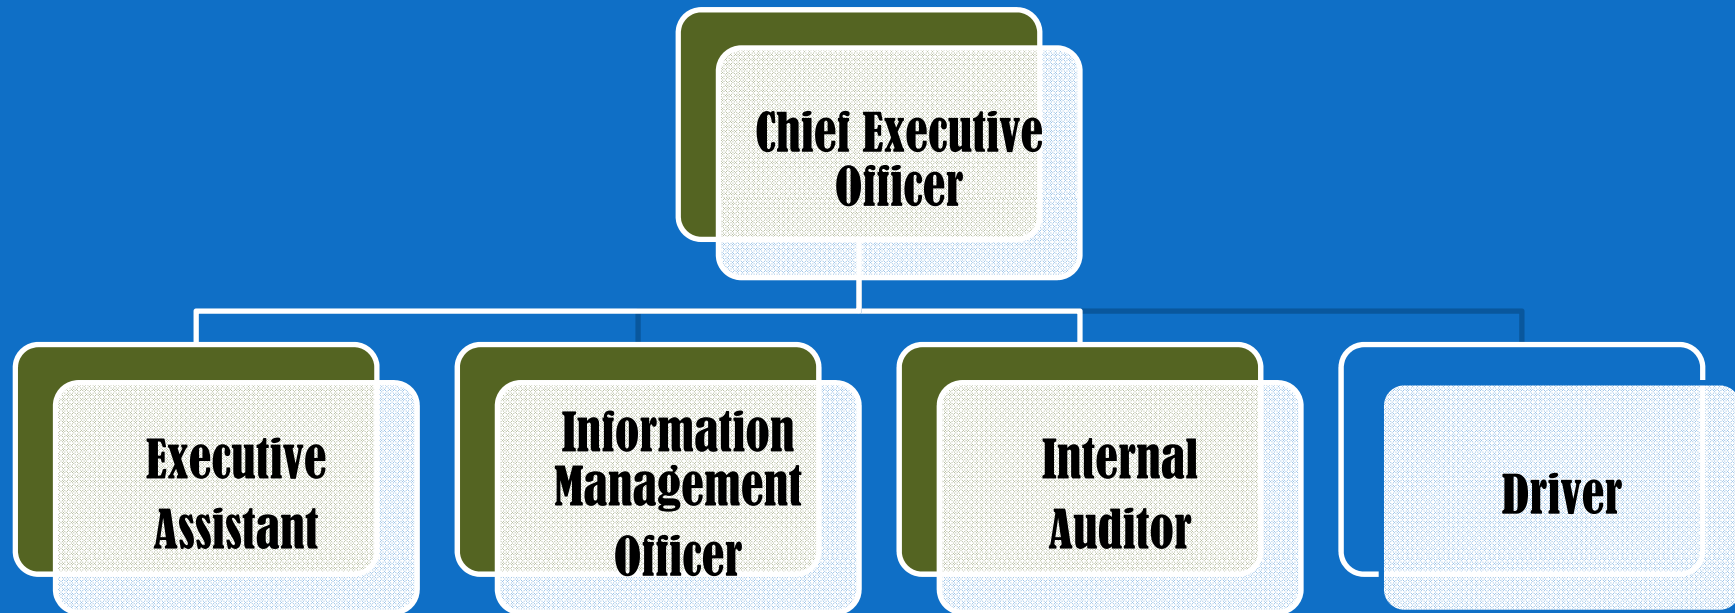 Chief Executive
Officer
Executive
Assistant
Information
Management
Officer
Internal
Auditor
Driver